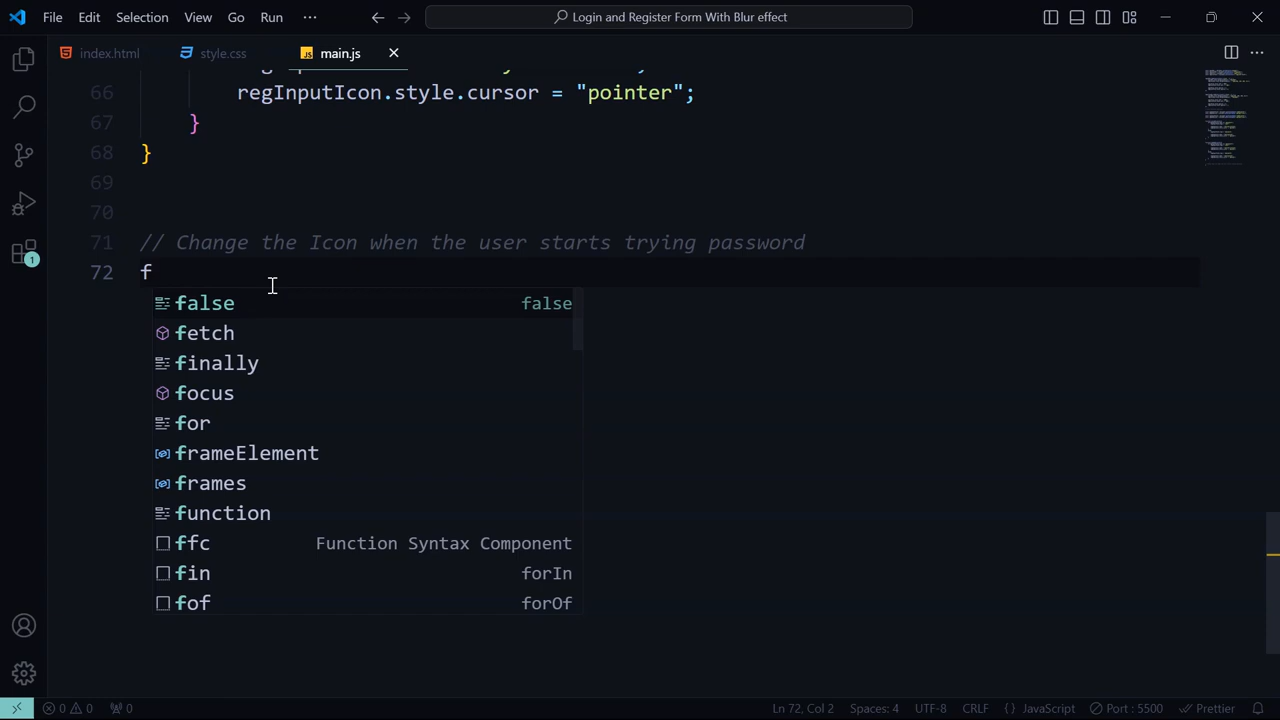 File Edit Selection View Go Run ··· Login and Register Form With Blur effect
index.html style.css JS main.js
66 regInputIcon.style.cursor = "pointer";
67 }
68 }
69
70
71 // Change the Icon when the user starts trying password
72 f
false false
fetch
finally
focus
for
frameElement
frames
function
ffc Function Syntax Component
fin forIn
fof forOf
1
0 0 0 Ln 72, Col 2 Spaces: 4 UTF-8 CRLF {} JavaScript Port : 5500 Prettier